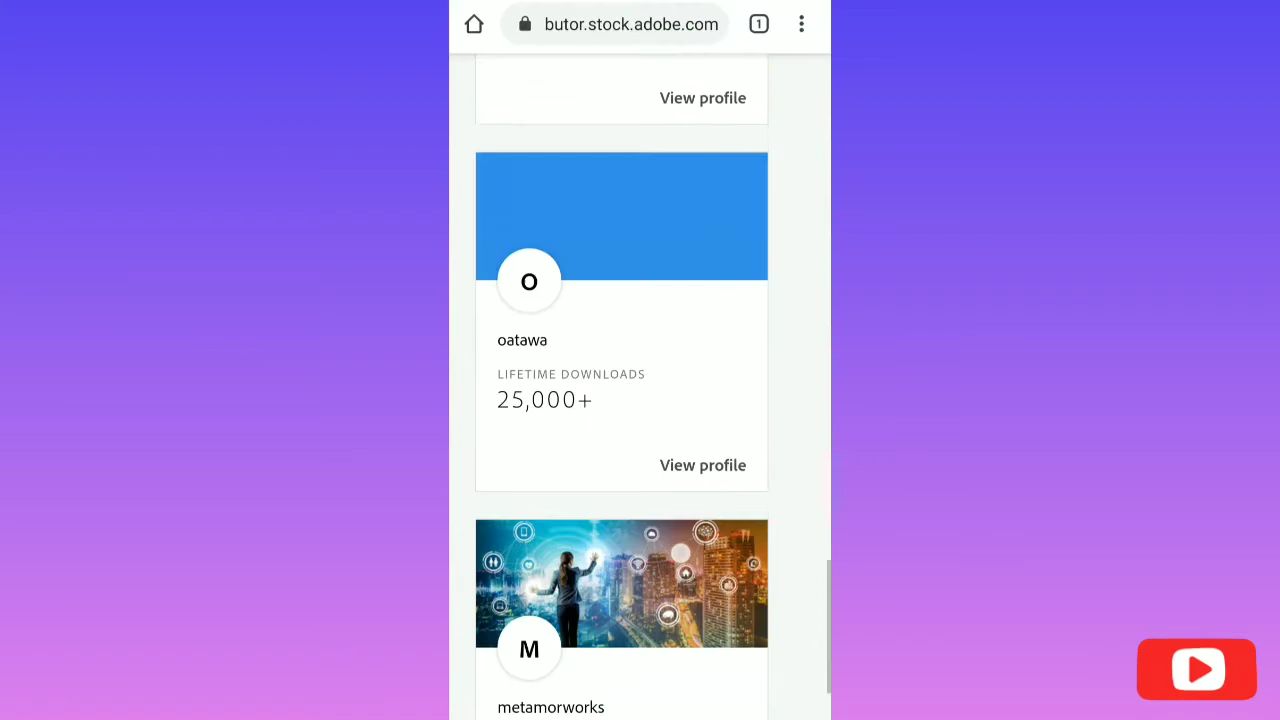 butor.stock.adobe.com
1
View profile
O
oatawa
LIFETIME DOWNLOADS
25,000+
View profile
M
metamorworks